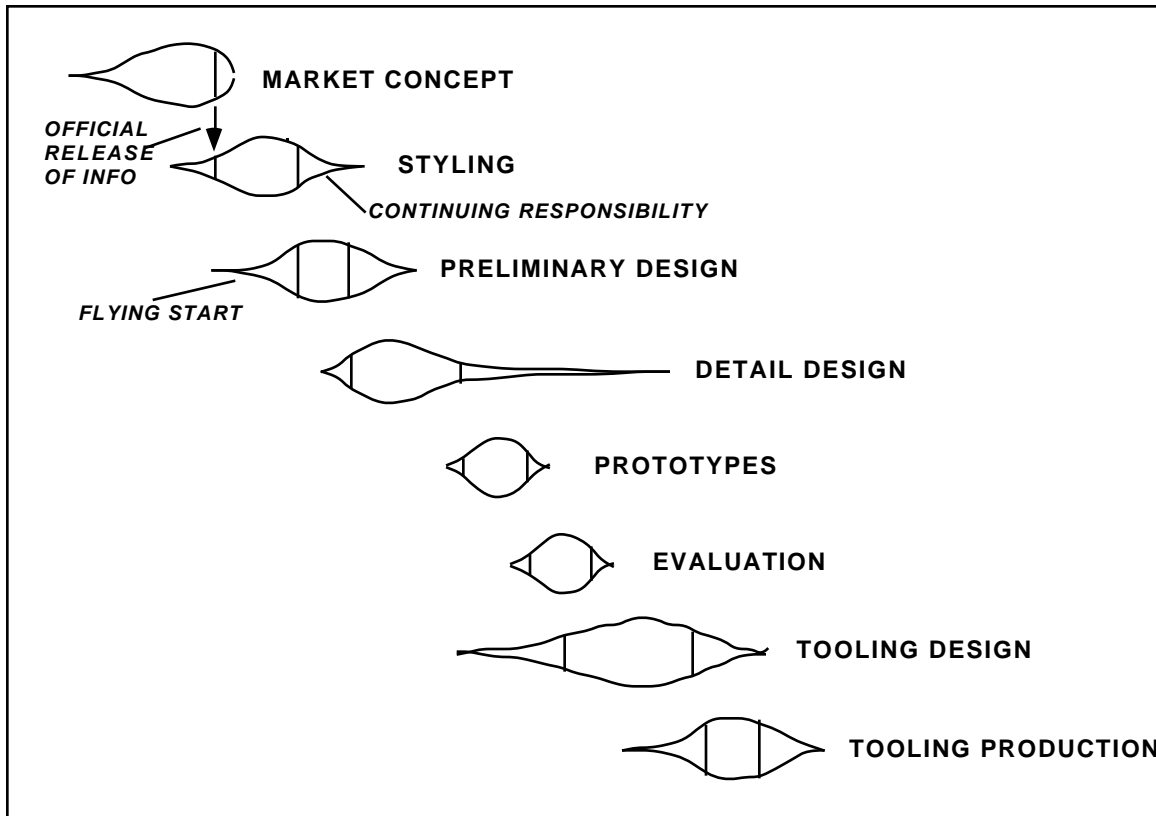 MARKET CONCEPT
OFFICIAL
RELEASE
OF INFO
STYLING
CONTINUING RESPONSIBILITY
PRELIMINARY DESIGN
FLYING START
DETAIL DESIGN
PROTOTYPES
EVALUATION
TOOLING DESIGN
TOOLING PRODUCTION